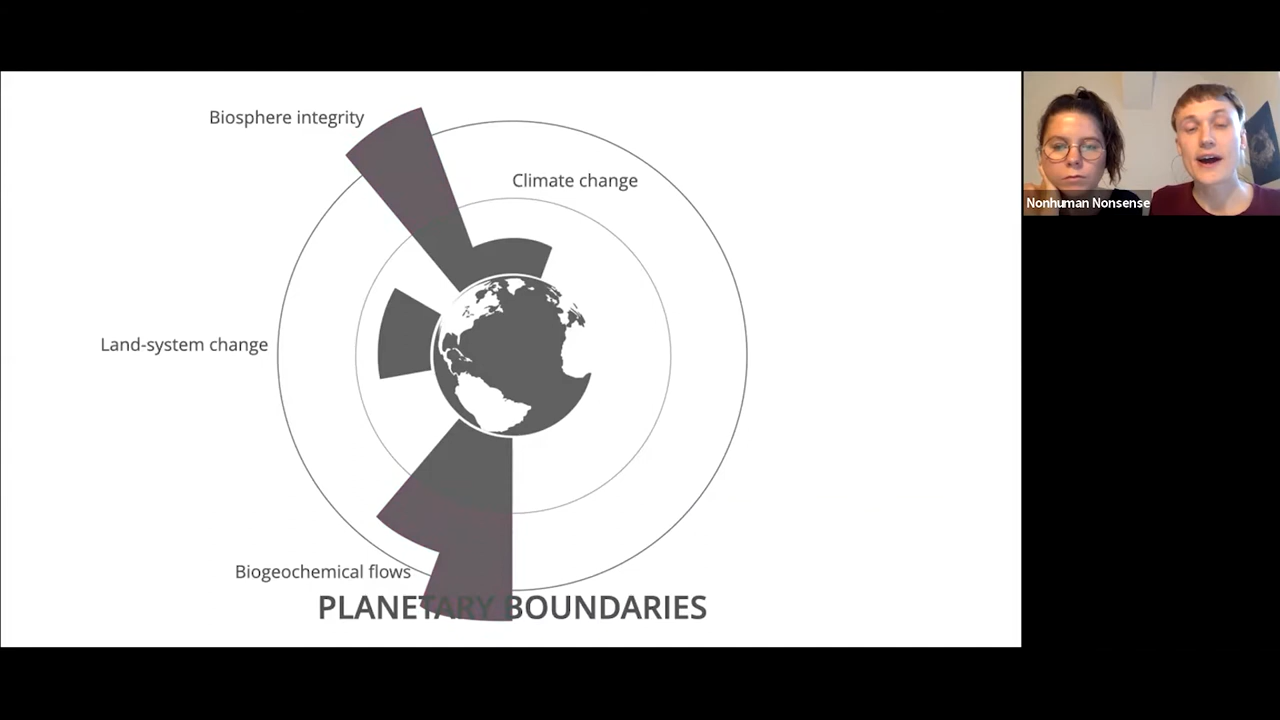 Biosphere integrity
Climate change
Nonhuman Nonsense
Land-system change
Biogeochemical flows
PLANETARY BOUNDARIES